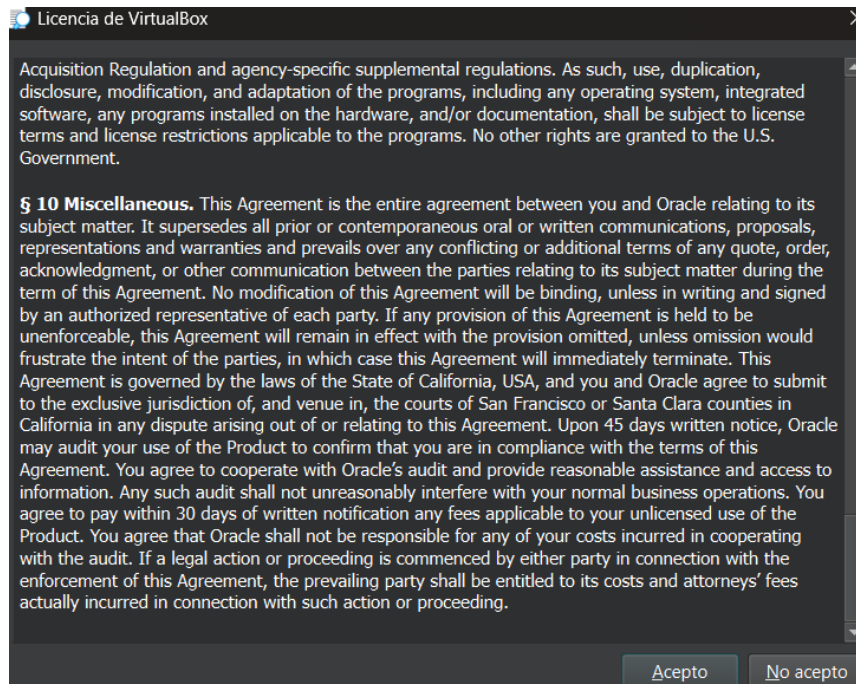 Licencia de VirtualBox
Acquisition Regulation and agency-specific supplemental regulations. As such, use, duplication,
disclosure, modification, and adaptation of the programs, including any operating system, integrated
software, any programs installed on the hardware, and/or documentation, shall be subject to license
terms and license restrictions applicable to the programs. No other rights are granted to the U.S.
Government.
§ 10 Miscellaneous. This Agreement is the entire agreement between you and Oracle relating to its
subject matter. It supersedes all prior or contemporaneous oral or written communications, proposals,
representations and warranties and prevails over any conflicting or additional terms of any quote, order,
acknowledgment, or other communication between the parties relating to its subject matter during the
term of this Agreement. No modification of this Agreement will be binding, unless in writing and signed
by an authorized representative of each party. If any provision of this Agreement is held to be
unenforceable, this Agreement will remain in effect with the provision omitted, unless omission would
frustrate the intent of the parties, in which case this Agreement will immediately terminate. This
Agreement is governed by the laws of the State of California, USA, and you and Oracle agree to submit
to the exclusive jurisdiction of, and venue in, the courts of San Francisco or Santa Clara counties in
California in any dispute arising out of or relating to this Agreement. Upon 45 days written notice, Oracle
may audit your use of the Product to confirm that you are in compliance with the terms of this
Agreement. You agree to cooperate with Oracle’s audit and provide reasonable assistance and access to
information. Any such audit shall not unreasonably interfere with your normal business operations. You
agree to pay within 30 days of written notification any fees applicable to your unlicensed use of the
Product. You agree that Oracle shall not be responsible for any of your costs incurred in cooperating
with the audit. If a legal action or proceeding is commenced by either party in connection with the
enforcement of this Agreement, the prevailing party shall be entitled to its costs and attorneys’ fees
actually incurred in connection with such action or proceeding.
Acepto No acepto